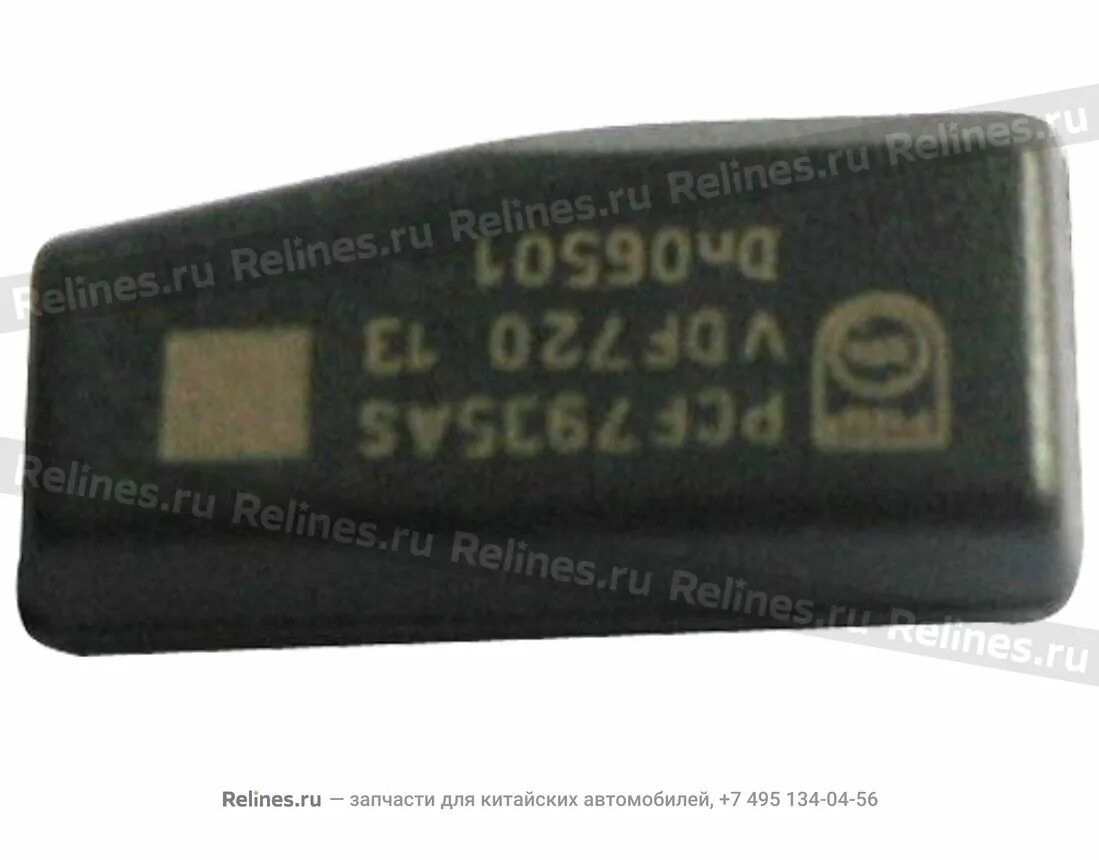 Relines.ru Relines.ru Relines.ru Relines.ru Relines.ru
PCF7935AS
VDF720 13
Dn06501
Relines.ru Relines.ru Relines.ru Relines.ru Relines.ru
Relines.ru — запчасти для китайских автомобилей, +7 495 134-04-56